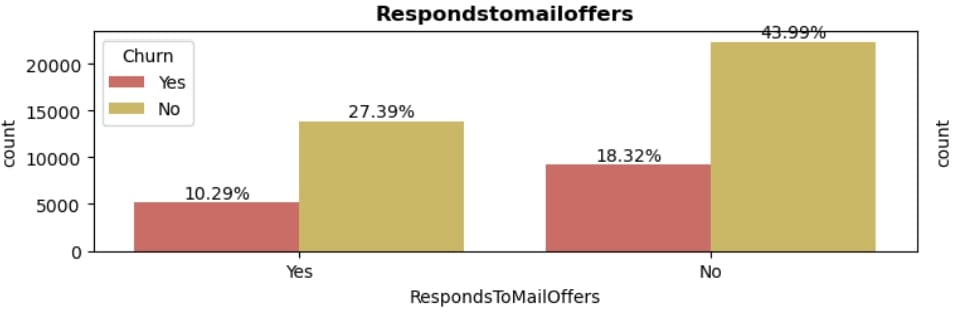 Respondstomailoffers
43.99%
Churn
Yes
No
27.39%
18.32%
10.29%
20000
15000
10000
5000
0
count
count
Yes
No
RespondsToMailOffers